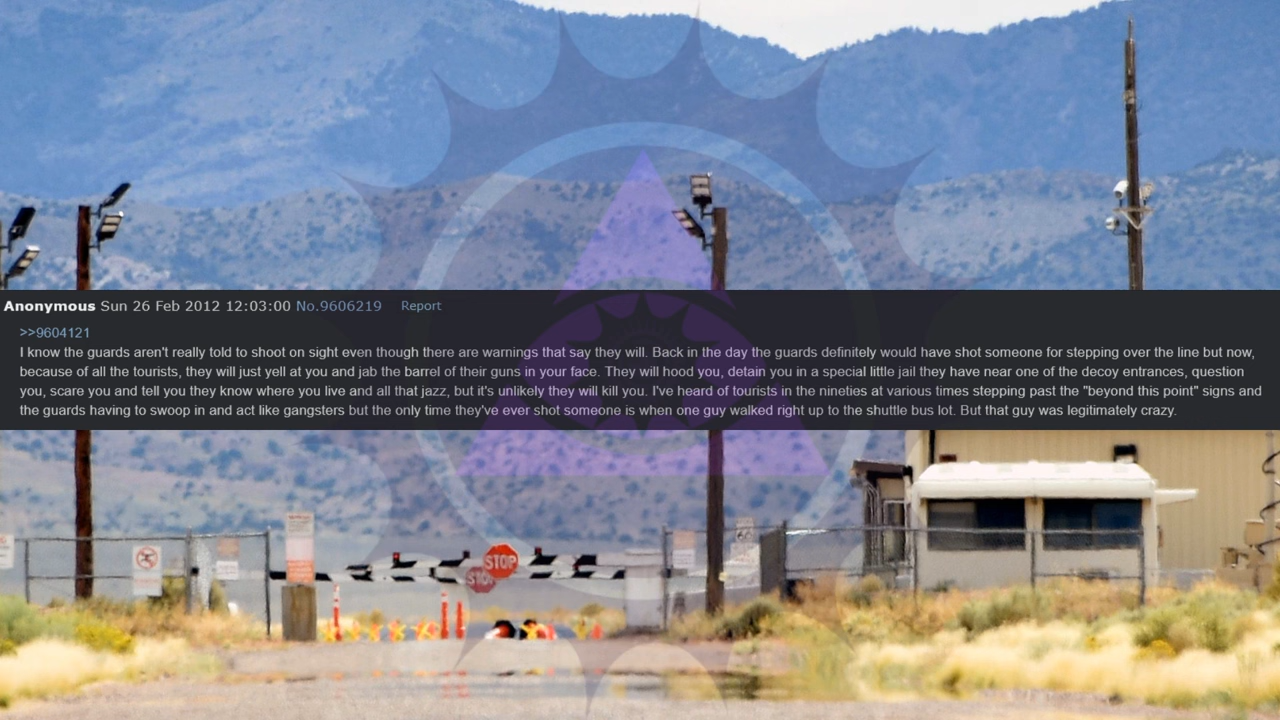 Anonymous Sun 26 Feb 2012 12:03:00 No.9606219 Report
>>9604121
I know the guards aren't really told to shoot on sight even though there are warnings that say they will. Back in the day the guards definitely would have shot someone for stepping over the line but now,
because of all the tourists, they will just yell at you and jab the barrel of their guns in your face. They will hood you, detain you in a special little jail they have near one of the decoy entrances, question
you, scare you and tell you they know where you live and all that jazz, but it's unlikely they will kill you. I've heard of tourists in the nineties at various times stepping past the "beyond this point" signs and
the guards having to swoop in and act like gangsters but the only time they've ever shot someone is when one guy walked right up to the shuttle bus lot. But that guy was legitimately crazy.
STOP
STOP